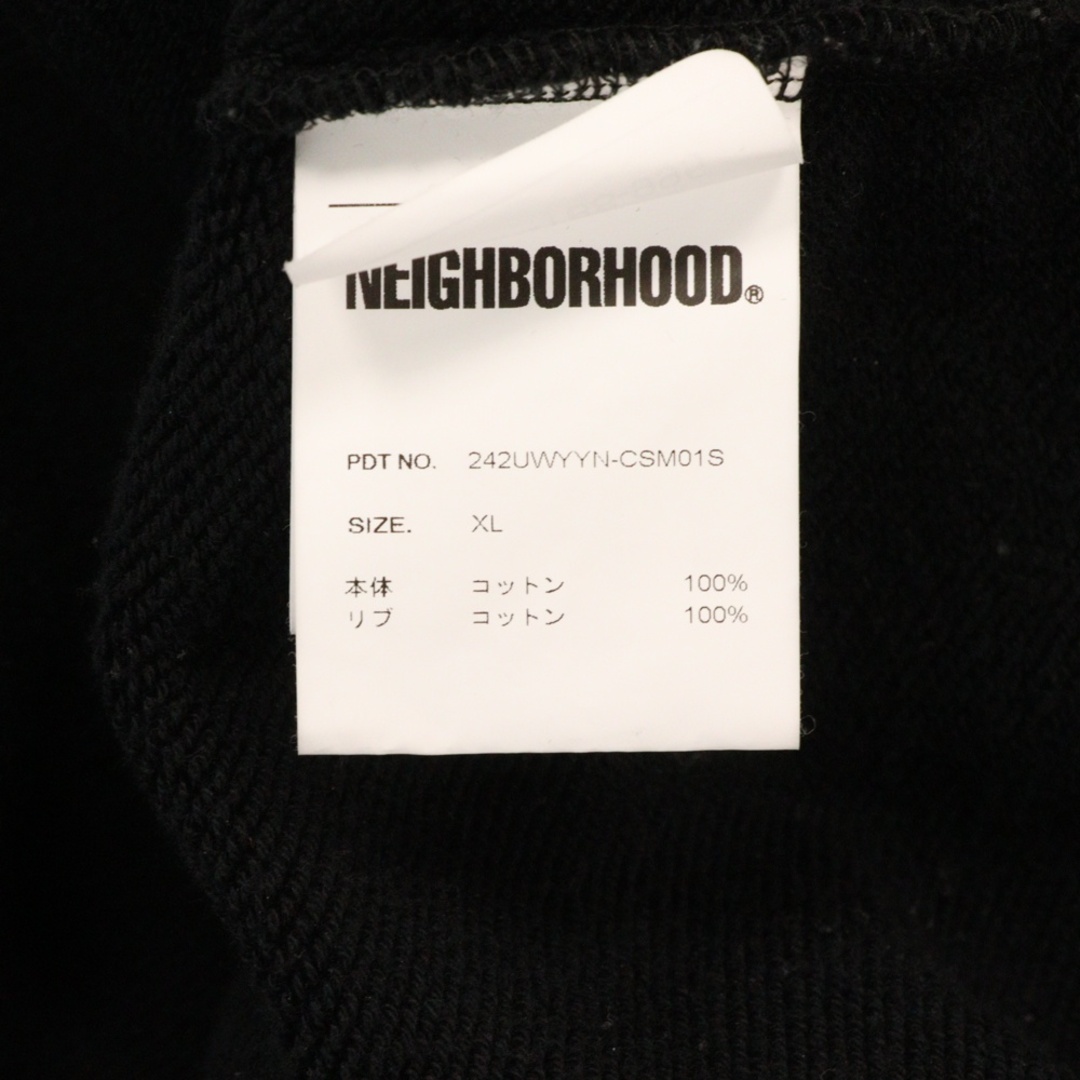 NEIGHBORHOOD®
PDT NO. 242UWYYN-CSM01S
SIZE. XL
本体 コットン 100%
リブ コットン 100%